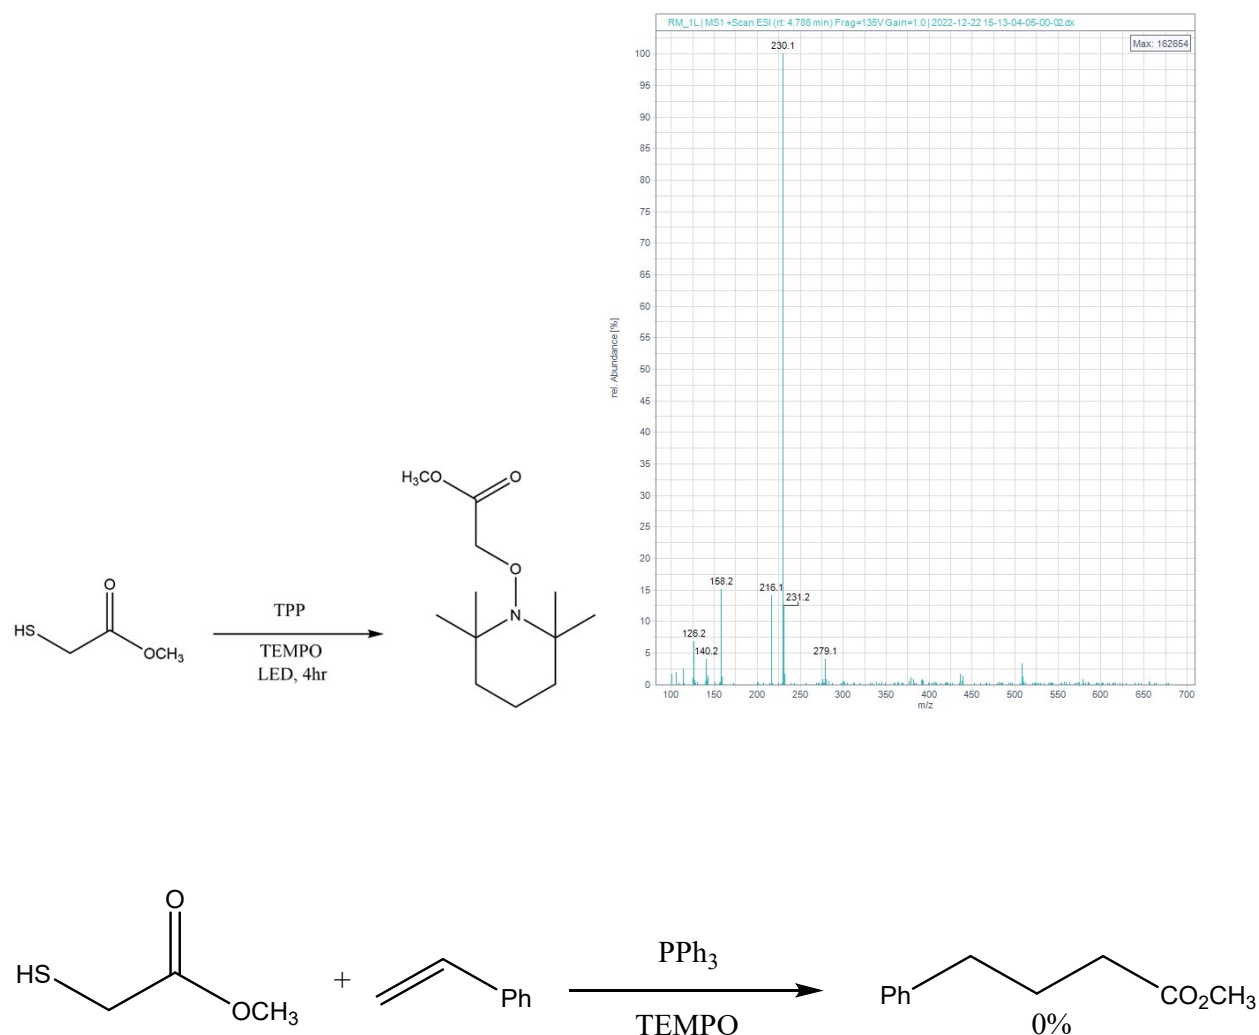 RM_1L | MS1 +Scan ESI (rt: 4.786 min) Frag=135V Gain=1.0 | 2022-12-22 15-13-04-05-00-02.dx
Max: 162654
230.1
100
95
90
85
80
75
70
65
60
55
50
45
40
35
30
25
20
15
10
5
0
rel. Abundance [%]
158.2
216.1
231.2
126.2
140.2
279.1
100 150 200 250 300 350 400 450 500 550 600 650 700
m/z
H3CO O
O
N
O
HS
OCH3
TPP
TEMPO
LED, 4hr
O
HS
OCH3
+
Ph
PPh3
TEMPO
Ph
CO2CH3
0%